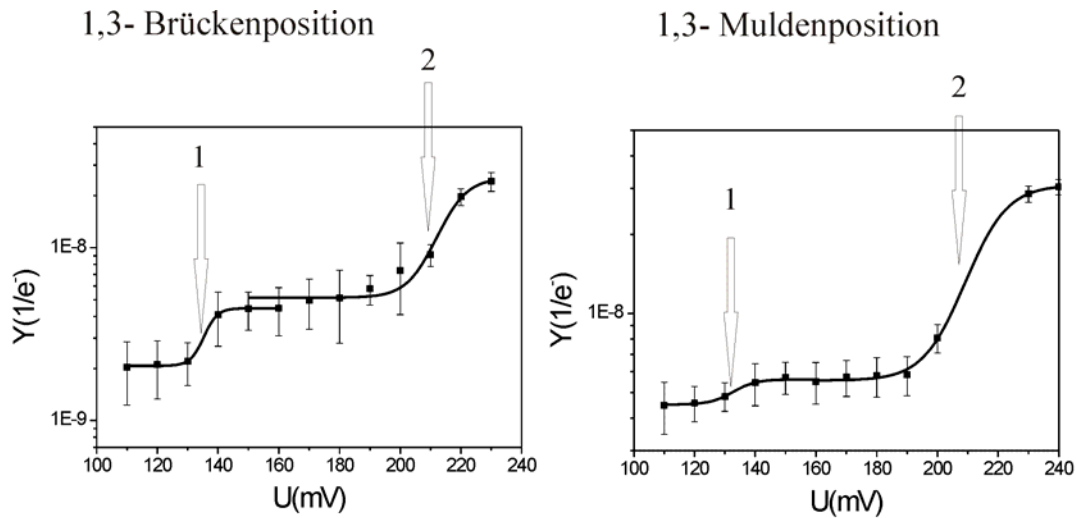 1,3- Brückenposition
2
1
1E-8
1E-9
Y(1/e⁻)
100 120 140 160 180 200 220 240
U(mV)
1,3- Muldenposition
2
1
1E-8
Y(1/e⁻)
100 120 140 160 180 200 220 240
U(mV)